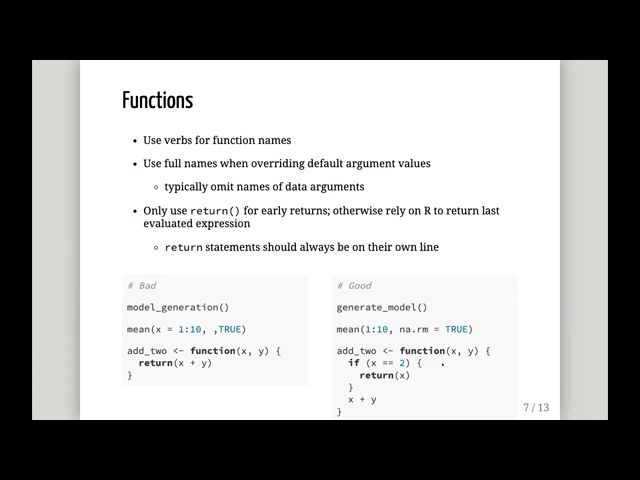 Functions
• Use verbs for function names
• Use full names when overriding default argument values
◦ typically omit names of data arguments
• Only use return() for early returns; otherwise rely on R to return last
evaluated expression
◦ return statements should always be on their own line
# Bad
model_generation()
mean(x = 1:10, ,TRUE)
add_two <- function(x, y) {
  return(x + y)
}
# Good
generate_model()
mean(1:10, na.rm = TRUE)
add_two <- function(x, y) {
  if (x == 2) {
    return(x)
  }
  x + y
}
7 / 13